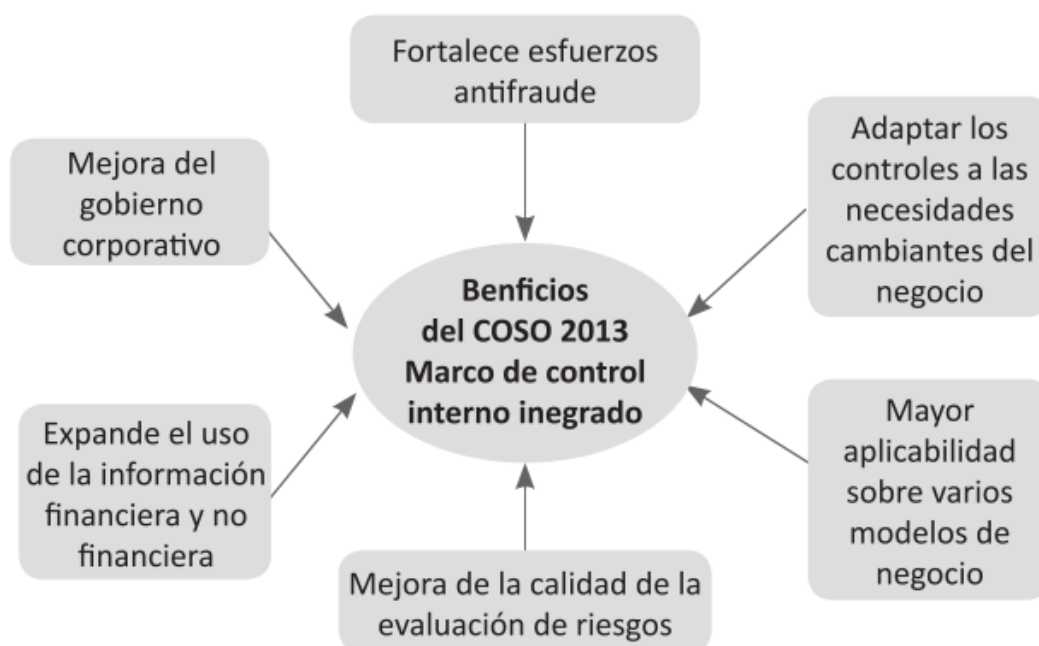 Fortalece esfuerzos
antifraude
Mejora del
gobierno
corporativo
Adaptar los
controles a las
necesidades
cambiantes del
negocio
Benficios
del COSO 2013
Marco de control
interno inegrado
Expande el uso
de la información
financiera y no
financiera
Mayor
aplicabilidad
sobre varios
modelos de
negocio
Mejora de la calidad de la
evaluación de riesgos